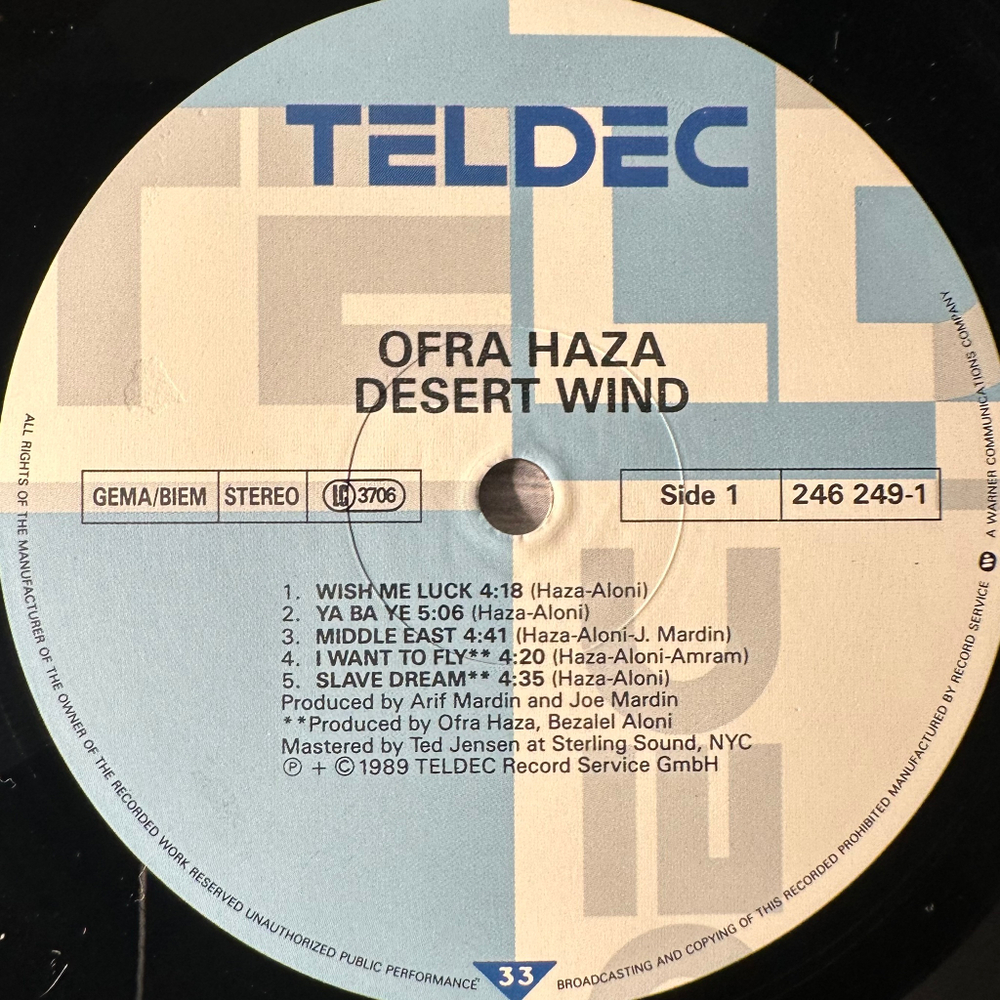 TELDEC
OFRA HAZA
DESERT WIND
GEMA/BIEM STEREO LC 3706
Side 1 246 249-1
1. WISH ME LUCK 4:18 (Haza-Aloni)
2. YA BA YE 5:06 (Haza-Aloni)
3. MIDDLE EAST 4:41 (Haza-Aloni-J. Mardin)
4. I WANT TO FLY** 4:20 (Haza-Aloni-Amram)
5. SLAVE DREAM** 4:35 (Haza-Aloni)
Produced by Arif Mardin and Joe Mardin
**Produced by Ofra Haza, Bezalel Aloni
Mastered by Ted Jensen at Sterling Sound, NYC
℗ + © 1989 TELDEC Record Service GmbH
ALL RIGHTS OF THE MANUFACTURER OF THE OWNER OF THE RECORDED WORK RESERVED UNAUTHORIZED PUBLIC PERFORMANCE
33
BROADCASTING AND COPYING OF THIS RECORDED PROHIBITED MANUFACTURED BY RECORD SERVICE A WARNER COMMUNICATIONS COMPANY